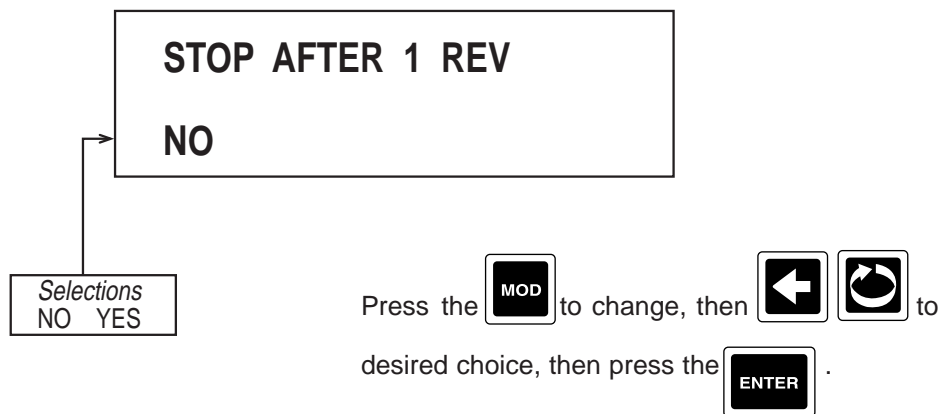 STOP AFTER 1 REV
NO
Selections
NO YES
Press the MOD to change, then to
desired choice, then press the ENTER .